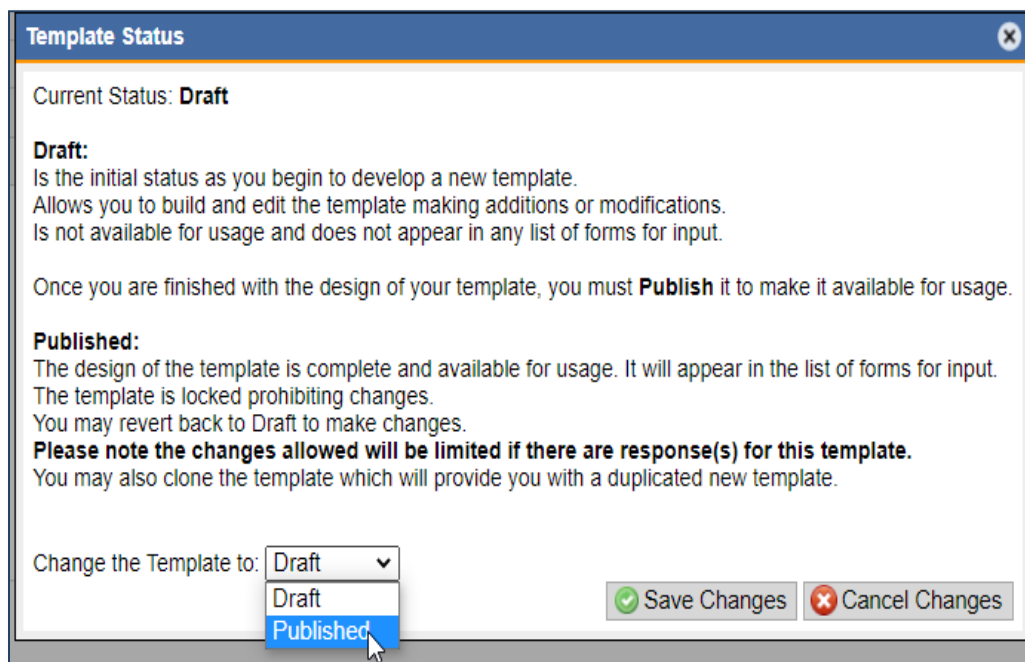 Template Status
Current Status: Draft
Draft:
Is the initial status as you begin to develop a new template.
Allows you to build and edit the template making additions or modifications.
Is not available for usage and does not appear in any list of forms for input.
Once you are finished with the design of your template, you must Publish it to make it available for usage.
Published:
The design of the template is complete and available for usage. It will appear in the list of forms for input.
The template is locked prohibiting changes.
You may revert back to Draft to make changes.
Please note the changes allowed will be limited if there are response(s) for this template.
You may also clone the template which will provide you with a duplicated new template.
Change the Template to: Draft
Draft
Published
Save Changes Cancel Changes